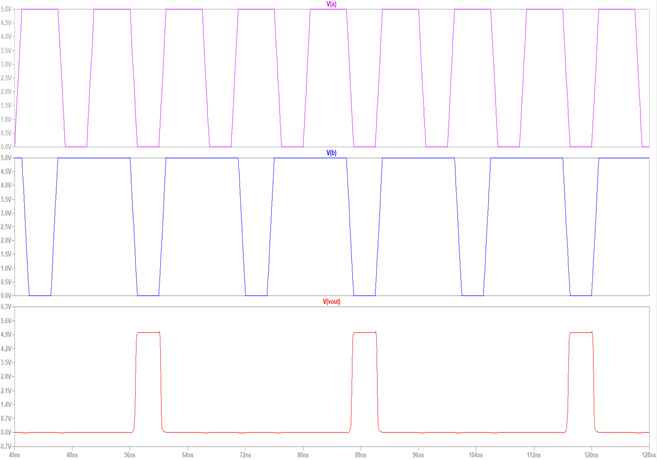 V(a)
5.0V
4.5V
4.0V
3.5V
3.0V
2.5V
2.0V
1.5V
1.0V
0.5V
0.0V
V(b)
5.0V
4.5V
4.0V
3.5V
3.0V
2.5V
2.0V
1.5V
1.0V
0.5V
0.0V
V(vout)
6.3V
5.6V
4.9V
4.2V
3.5V
2.8V
2.1V
1.4V
0.7V
0.0V
-0.7V
40ns 48ns 56ns 64ns 72ns 80ns 88ns 96ns 104ns 112ns 120ns 128ns